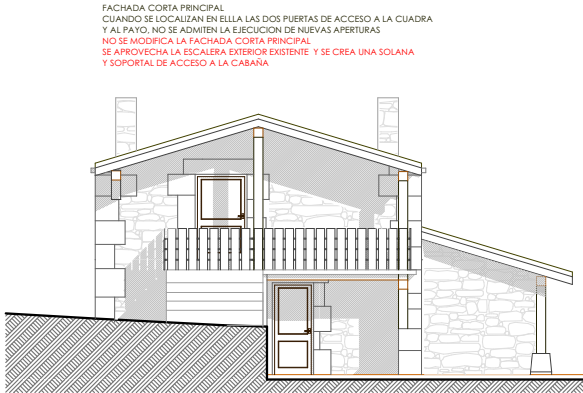 FACHADA CORTA PRINCIPAL
CUANDO SE LOCALIZAN EN ELLLA LAS DOS PUERTAS DE ACCESO A LA CUADRA
Y AL PAYO, NO SE ADMITEN LA EJECUCION DE NUEVAS APERTURAS
NO SE MODIFICA LA FACHADA CORTA PRINCIPAL
SE APROVECHA LA ESCALERA EXTERIOR EXISTENTE Y SE CREA UNA SOLANA
Y SOPORTAL DE ACCESO A LA CABAÑA